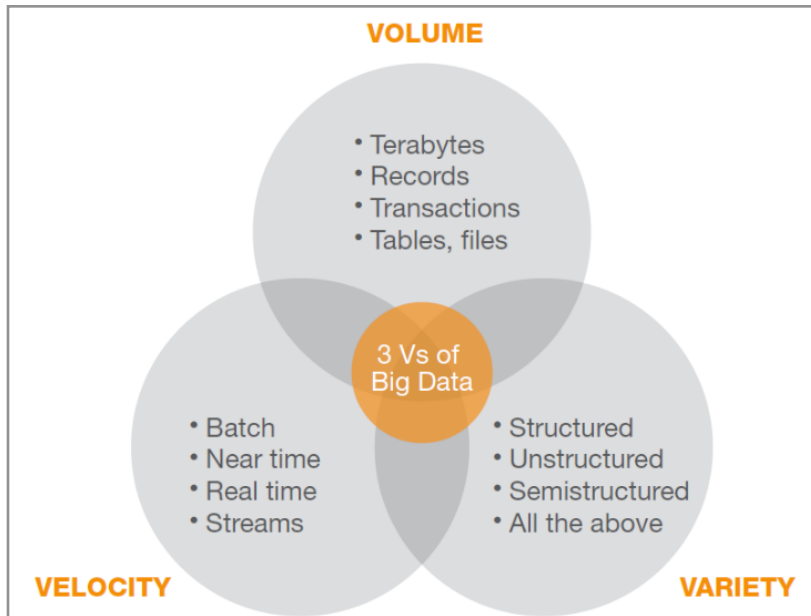 VOLUME
• Terabytes
• Records
• Transactions
• Tables, files
3 Vs of
Big Data
• Batch
• Near time
• Real time
• Streams
• Structured
• Unstructured
• Semistructured
• All the above
VELOCITY
VARIETY